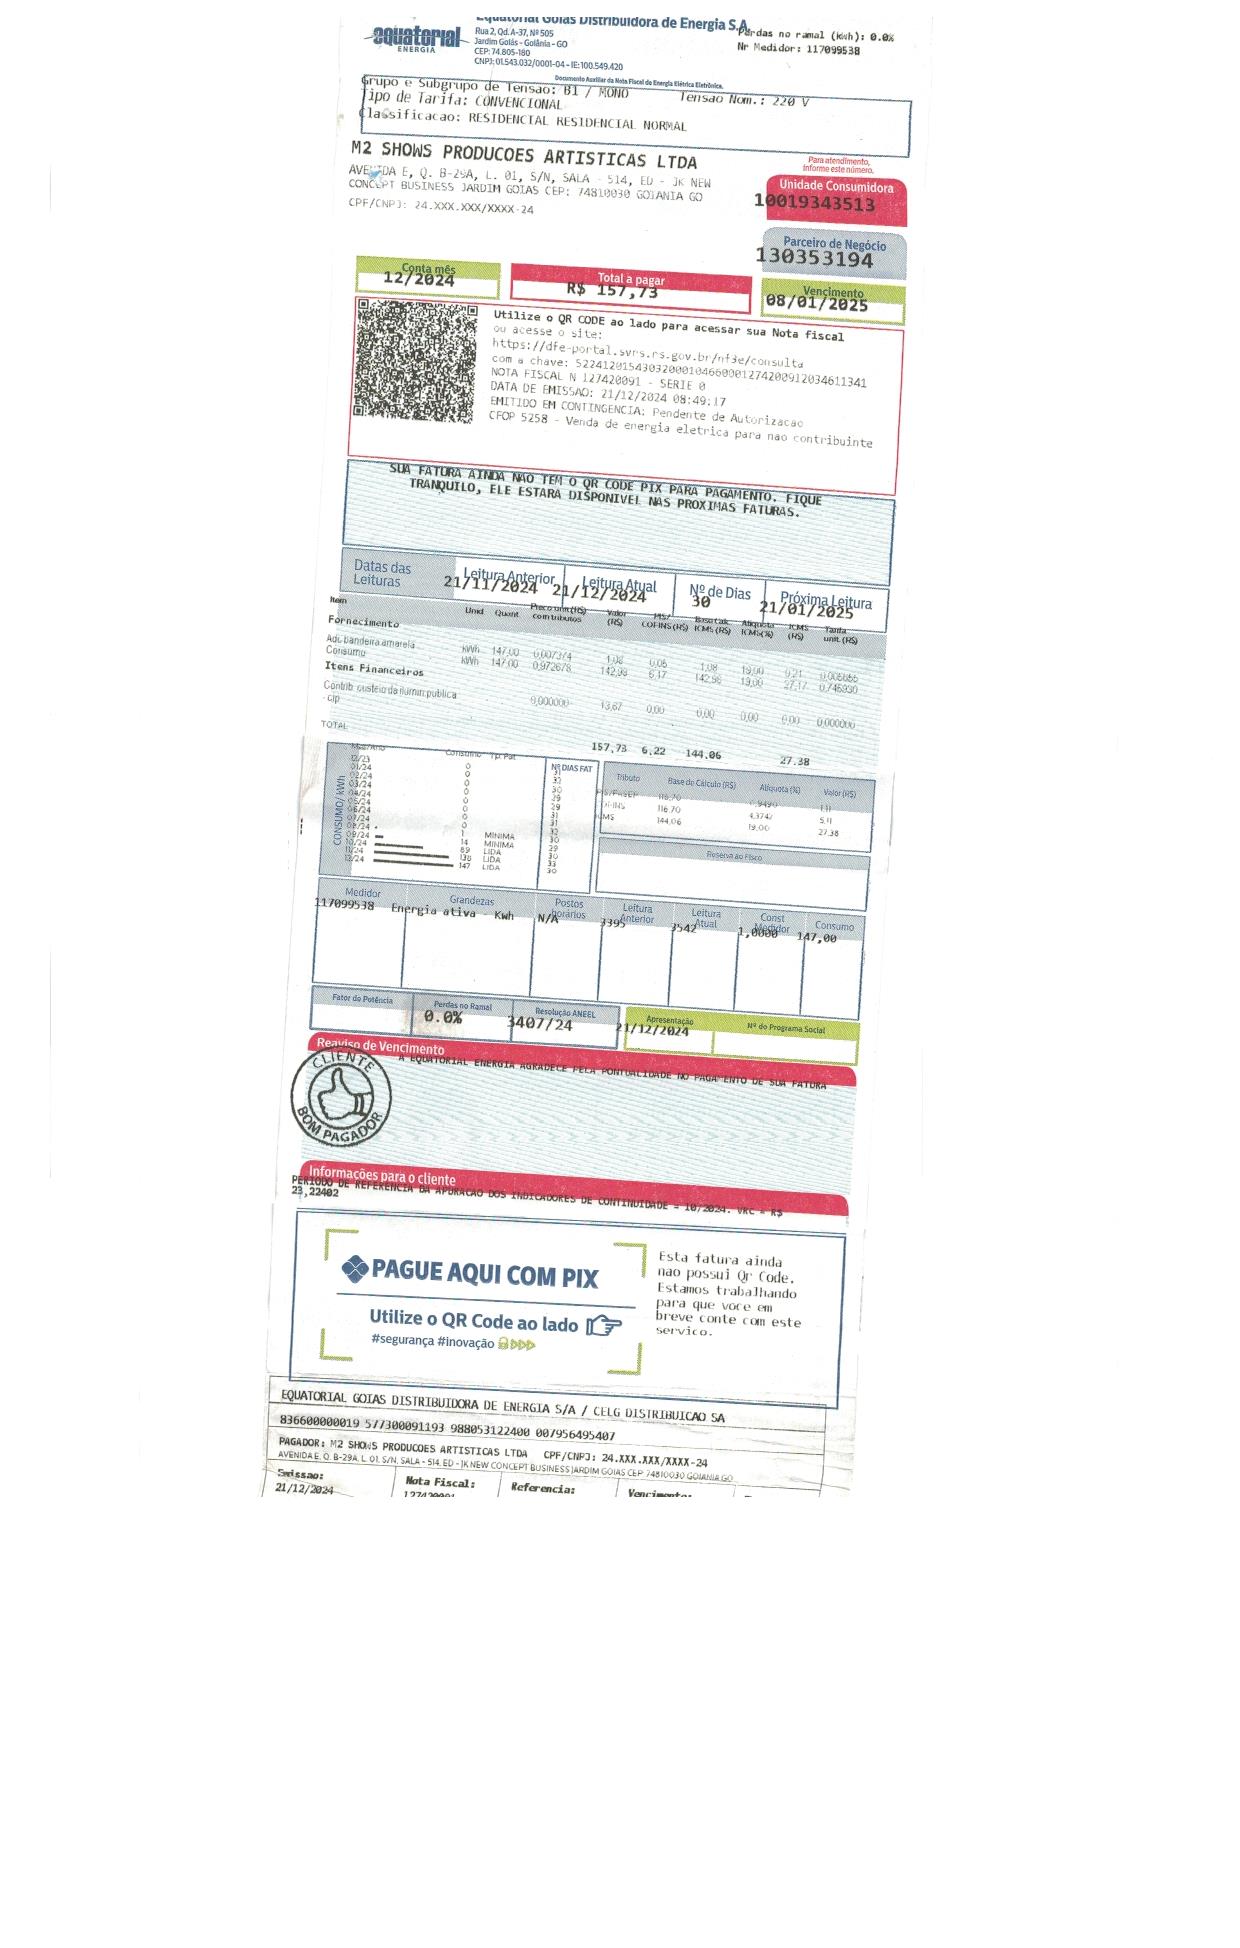 Equatorial Goiás Distribuidora de Energia S.A.
equatorial
ENERGIA
Rua 2, Qd. A-37, Nº 505
Jardim Goiás - Goiânia - GO
CEP: 74.805-180
CNPJ: 01.543.032/0001-04 - IE: 100.549.420
Perdas no ramal (kWh): 0.0%
Nr Medidor: 117099538
Documento Auxiliar da Nota Fiscal de Energia Elétrica Eletrônica.
Grupo e Subgrupo de Tensao: B1 / MONO Tensao Nom.: 220 V
Tipo de Tarifa: CONVENCIONAL
Classificacao: RESIDENCIAL RESIDENCIAL NORMAL
M2 SHOWS PRODUCOES ARTISTICAS LTDA
AVENIDA E, Q. B-29A, L. 01, S/N, SALA - 514, ED - JK NEW
CONCEPT BUSINESS JARDIM GOIAS CEP: 74810030 GOIANIA GO
CPF/CNPJ: 24.XXX.XXX/XXXX-24
Para atendimento,
informe este número.
Unidade Consumidora
10019343513
Parceiro de Negócio
130353194
Conta mês
12/2024
Total a pagar
R$ 157,73
Vencimento
08/01/2025
Utilize o QR CODE ao lado para acessar sua Nota fiscal
ou acesse o site:
https://dfe-portal.svrs.rs.gov.br/nf3e/consulta
com a chave: 52241201543032000104660001274200912034611341
NOTA FISCAL N 127420091 - SERIE 0
DATA DE EMISSAO: 21/12/2024 08:49:17
EMITIDO EM CONTINGENCIA: Pendente de Autorizacao
CFOP 5258 - Venda de energia eletrica para nao contribuinte
SUA FATURA AINDA NAO TEM O QR CODE PIX PARA PAGAMENTO. FIQUE
TRANQUILO, ELE ESTARA DISPONIVEL NAS PROXIMAS FATURAS.
Datas das Leituras
Leitura Anterior Leitura Atual Nº de Dias Próxima Leitura
21/11/2024 21/12/2024 30 21/01/2025
Item Unid Quant. Preco unit (R$) com tributos Valor (R$) PIS/ COFINS (R$) Base Calc. ICMS (R$) Aliquota ICMS(%) ICMS (R$) Tarifa unit. (R$)
Fornecimento
Adi. bandeira amarela kWh 147,00 0,007374 1,08 0,05 1,08 19,00 0,21
Consumo kWh 147,00 0,972678 142,98 6,17 142,98 19,00 27,17
Itens Financeiros
Contrib. custeio da ilumin publica - cip 0,000000 13,67 0,00 0,00 0,00 0,00 0,000000
TOTAL 157,73 6,22 144.06 27.38
CONSUMO/ kWh
Mes/Ano Consumo Tp. Fat Nº DIAS FAT
12/23 0 31
01/24 0 32
02/24 0 30
03/24 0 29
04/24 0 29
05/24 0 31
06/24 0 31
07/24 0 32
08/24 0 30
09/24 1 MINIMA 29
10/24 14 MINIMA 30
11/24 89 LIDA 33
12/24 138 LIDA 30
147 LIDA
Tributo Base de Cálculo (R$) Alíquota (%) Valor (R$)
PIS/PASEP 116,70
COFINS 116,70 4,3742 5,11
ICMS 144,06 19,00 27,38
Reserva ao Fisco
Medidor Grandezas Postos horários Leitura Anterior Leitura Atual Const Medidor Consumo
117099538 Energia ativa - Kwh N/A 3395 3542 1,0000 147,00
Fator de Potência Perdas no Ramal Resolução ANEEL Apresentação Nº do Programa Social
0.0% 3407/24 21/12/2024
Reaviso de Vencimento
A EQUATORIAL ENERGIA AGRADECE PELA PONTUALIDADE NO PAGAMENTO DE SUA FATURA
CLIENTE
BOM PAGADOR
Informações para o cliente
PERIODO DE REFERENCIA DA APURACAO DOS INDICADORES DE CONTINUIDADE = 10/2024. VRC = R$
23,22402
PAGUE AQUI COM PIX
Utilize o QR Code ao lado
#segurança #inovação
Esta fatura ainda
nao possui Qr Code.
Estamos trabalhando
para que voce em
breve conte com este
servico.
EQUATORIAL GOIAS DISTRIBUIDORA DE ENERGIA S/A / CELG DISTRIBUICAO SA
836600000019 577300091193 988053122400 007956495407
PAGADOR: M2 SHOWS PRODUCOES ARTISTICAS LTDA CPF/CNPJ: 24.XXX.XXX/XXXX-24
AVENIDA E, Q. B-29A, L. 01, S/N, SALA - 514, ED - JK NEW CONCEPT BUSINESS JARDIM GOIAS CEP 74810030 GOIANIA GO
Emissao: Nota Fiscal: Referencia: Vencimento:
21/12/2024 127420091